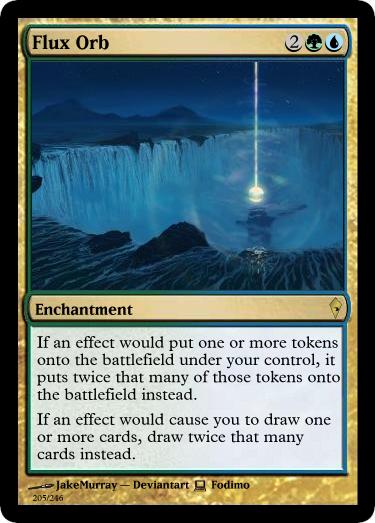 Flux Orb 2
Enchantment
If an effect would put one or more tokens
onto the battlefield under your control, it
puts twice that many of those tokens onto
the battlefield instead.
If an effect would cause you to draw one
or more cards, draw twice that many
cards instead.
JakeMurray — Deviantart Fodimo
205/246